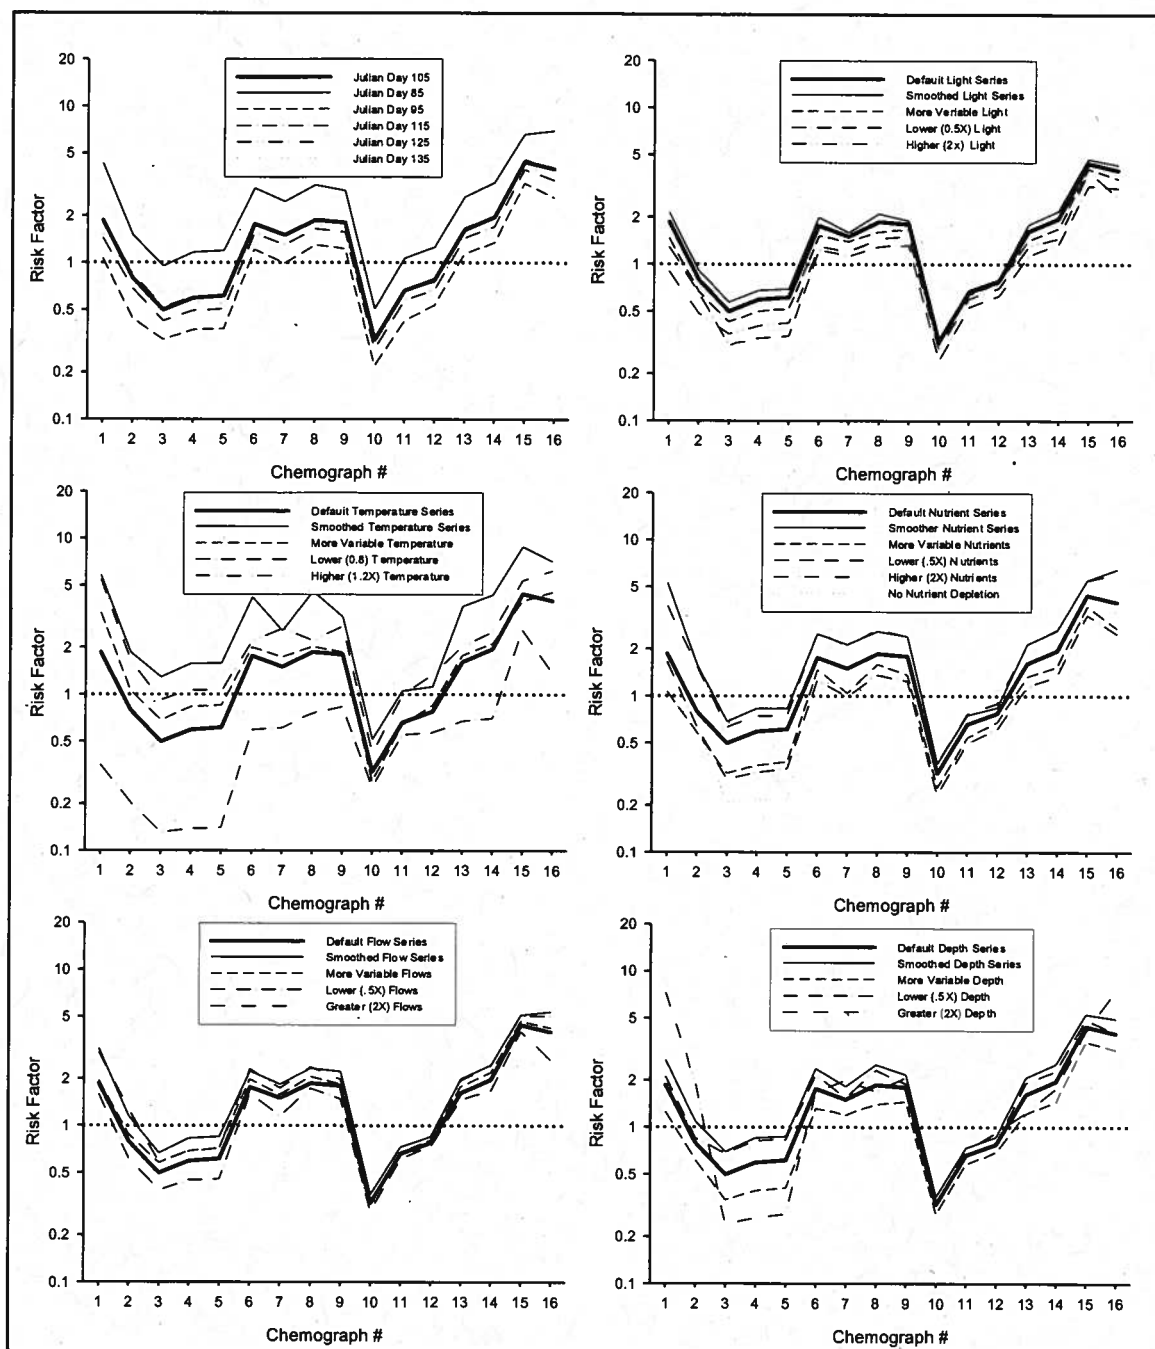 Julian Day 105
Julian Day 85
Julian Day 95
Julian Day 115
Julian Day 125
Julian Day 135
Risk Factor
20
10
5
2
1
0.5
0.2
0.1
1 2 3 4 5 6 7 8 9 10 11 12 13 14 15 16
Chemograph #
Default Light Series
Smoothed Light Series
More Variable Light
Lower (0.5X) Light
Higher (2x) Light
Risk Factor
20
10
5
2
1
0.5
0.2
0.1
1 2 3 4 5 6 7 8 9 10 11 12 13 14 15 16
Chemograph #
Default Temperature Series
Smoothed Temperature Series
More Variable Temperature
Lower (0.8) Temperature
Higher (1.2X) Temperature
Risk Factor
20
10
5
2
1
0.5
0.2
0.1
1 2 3 4 5 6 7 8 9 10 11 12 13 14 15 16
Chemograph #
Default Nutrient Series
Smoother Nutrient Series
More Variable Nutrients
Lower (.5X) Nutrients
Higher (2X) Nutrients
No Nutrient Depletion
Risk Factor
20
10
5
2
1
0.5
0.2
0.1
1 2 3 4 5 6 7 8 9 10 11 12 13 14 15 16
Chemograph #
Default Flow Series
Smoothed Flow Series
More Variable Flows
Lower (.5X) Flows
Greater (2X) Flows
Risk Factor
20
10
5
2
1
0.5
0.2
0.1
1 2 3 4 5 6 7 8 9 10 11 12 13 14 15 16
Chemograph #
Default Depth Series
Smoothed Depth Series
More Variable Depth
Lower (.5X) Depth
Greater (2X) Depth
Risk Factor
20
10
5
2
1
0.5
0.2
0.1
1 2 3 4 5 6 7 8 9 10 11 12 13 14 15 16
Chemograph #